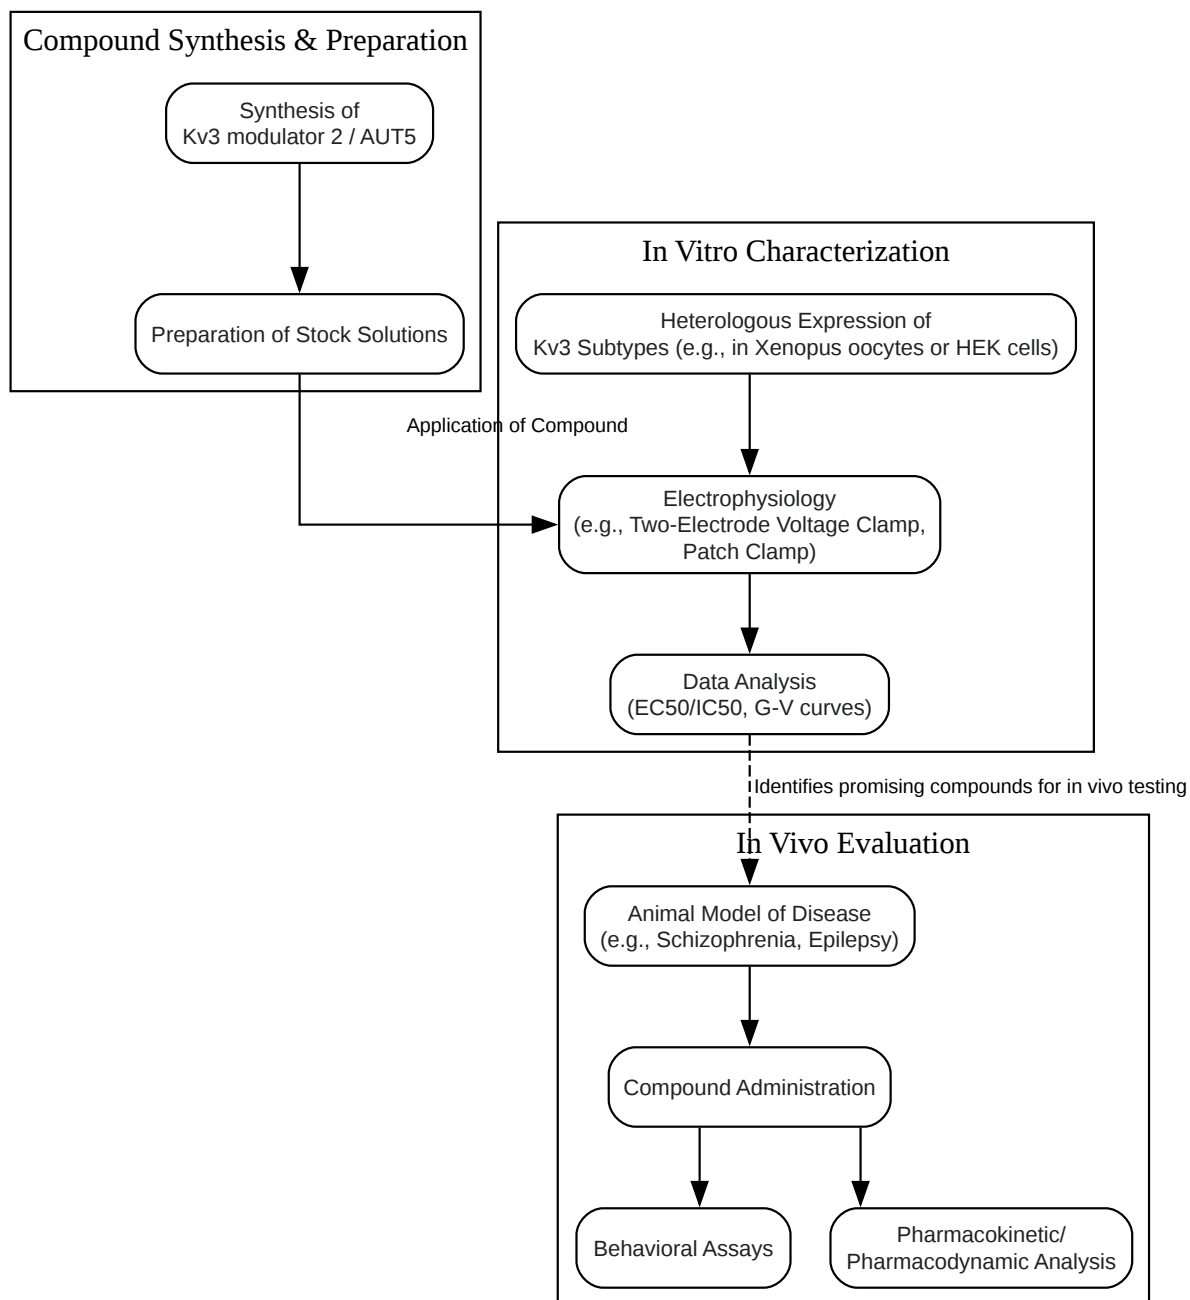 Compound Synthesis & Preparation
Synthesis of
Kv3 modulator 2 / AUT5
Preparation of Stock Solutions
Application of Compound
In Vitro Characterization
Heterologous Expression of
Kv3 Subtypes (e.g., in Xenopus oocytes or HEK cells)
Electrophysiology
(e.g., Two-Electrode Voltage Clamp,
Patch Clamp)
Data Analysis
(EC50/IC50, G-V curves)
Identifies promising compounds for in vivo testing
In Vivo Evaluation
Animal Model of Disease
(e.g., Schizophrenia, Epilepsy)
Compound Administration
Behavioral Assays
Pharmacokinetic/
Pharmacodynamic Analysis